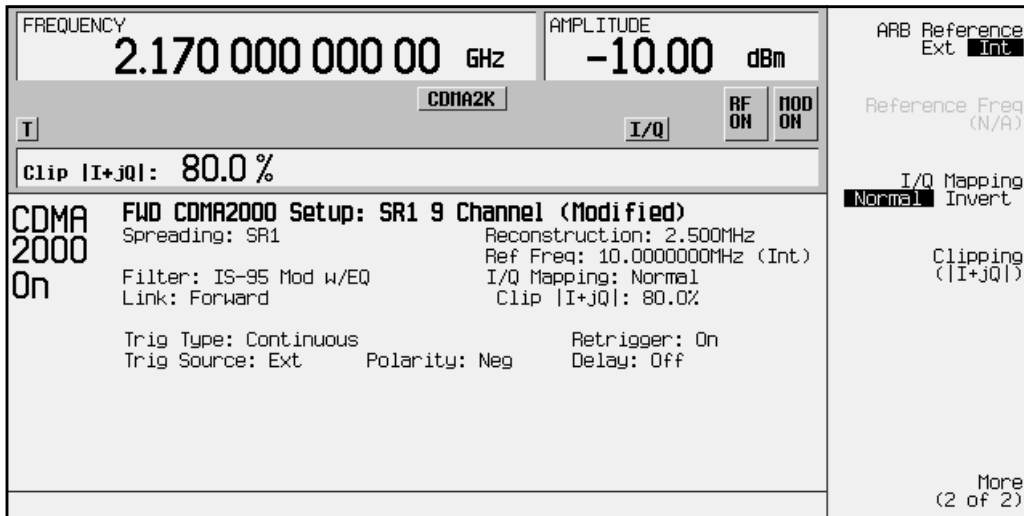 FREQUENCY
2.170 000 000 00 GHz
AMPLITUDE
-10.00 dBm
CDMA2K
RF ON
MOD ON
T
I/Q
Clip |I+jQ|: 80.0 %
CDMA 2000 On
FWD CDMA2000 Setup: SR1 9 Channel (Modified)
Spreading: SR1
Reconstruction: 2.500MHz
Ref Freq: 10.0000000MHz (Int)
Filter: IS-95 Mod w/EQ
I/Q Mapping: Normal
Link: Forward
Clip |I+jQ|: 80.0%
Trig Type: Continuous
Retrigger: On
Trig Source: Ext
Polarity: Neg
Delay: Off
ARB Reference
Ext Int
Reference Freq
(N/A)
I/Q Mapping
Normal Invert
Clipping
(|I+jQ|)
More
(2 of 2)